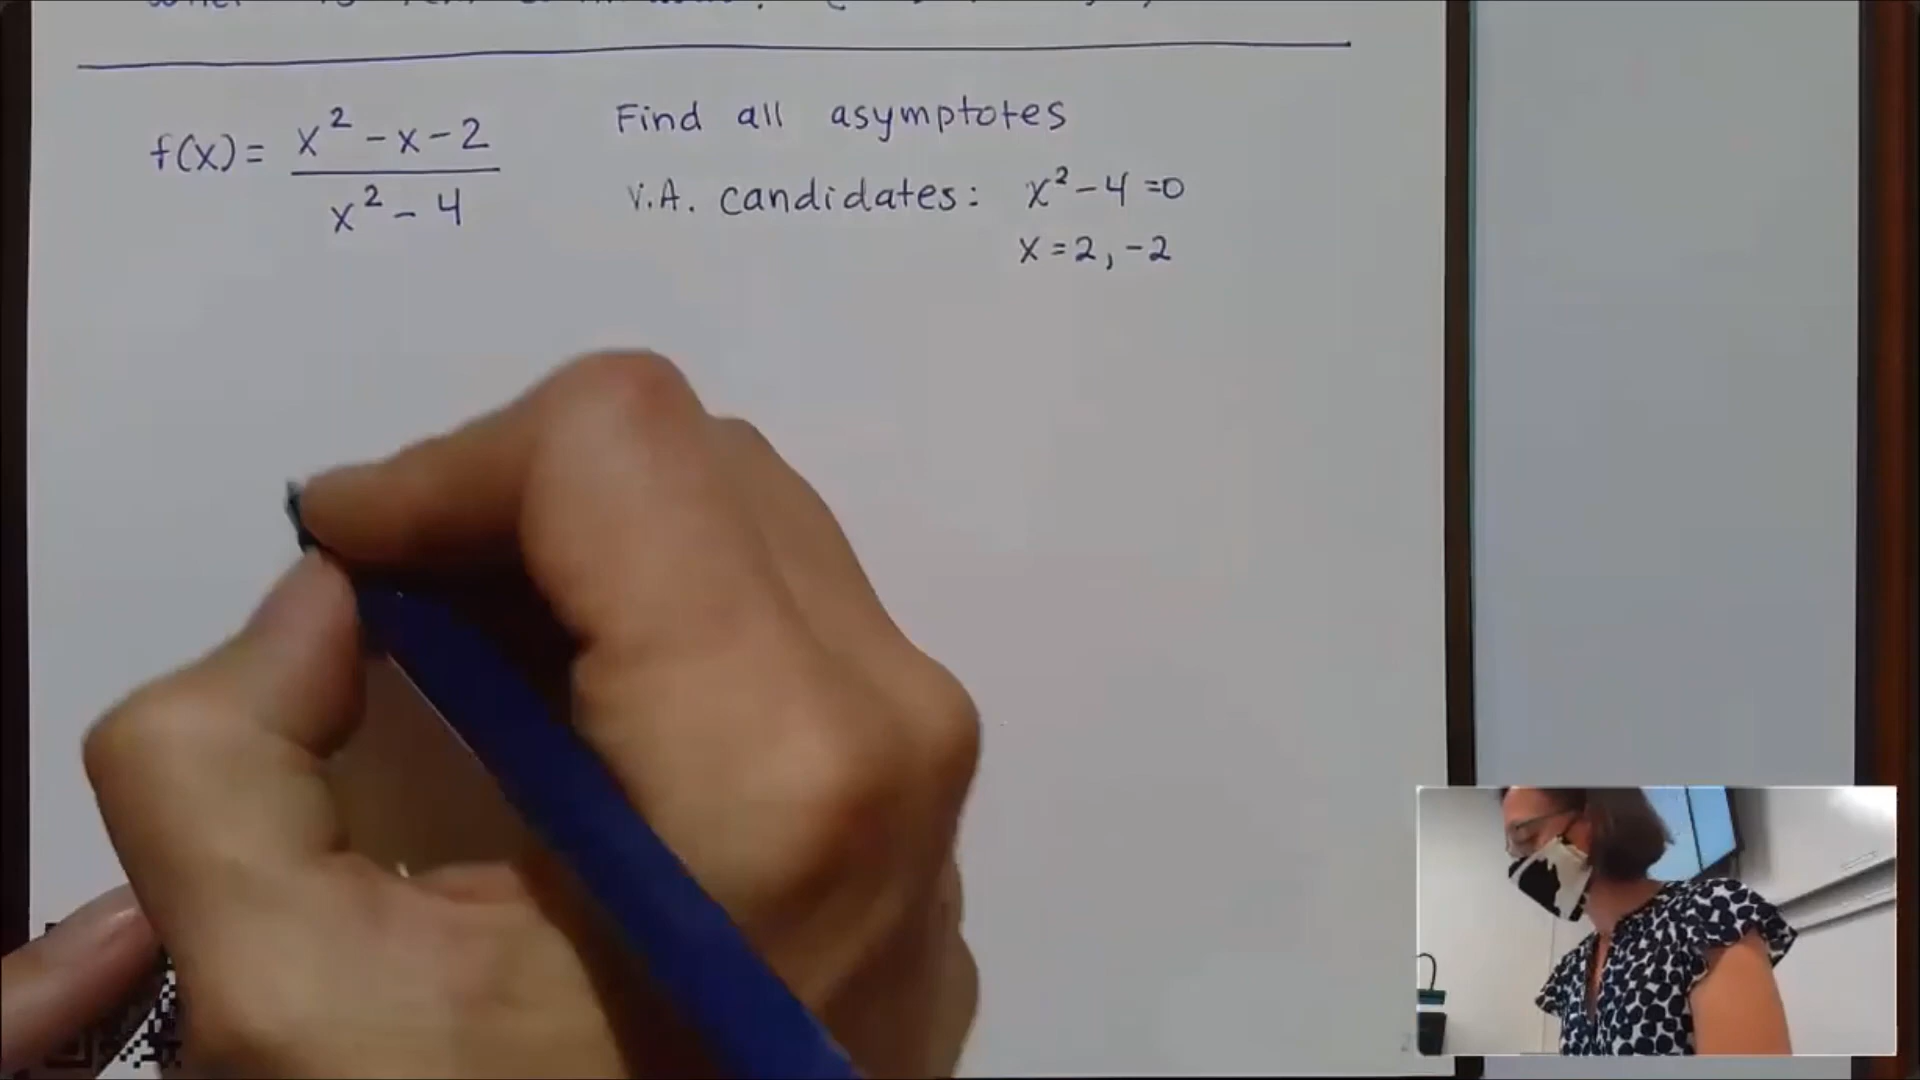 f(x) = x² - x - 2 / x² - 4
Find all asymptotes
V.A. candidates: x² - 4 = 0
x = 2, -2